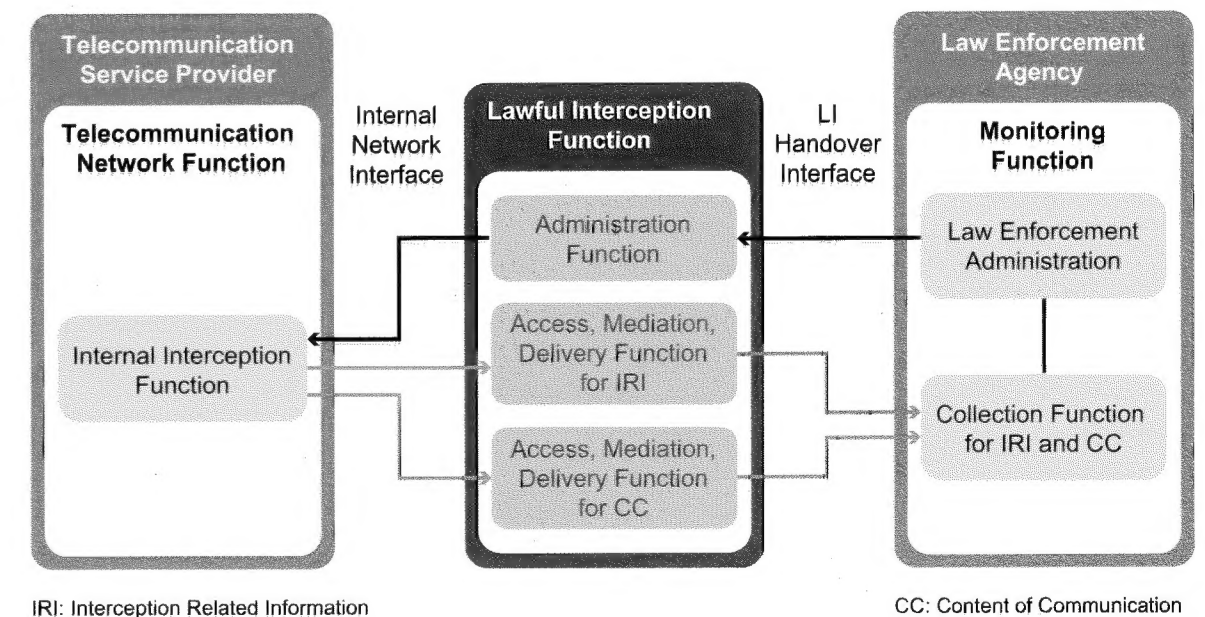 Telecommunication
Service Provider
Telecommunication
Network Function
Internal Interception
Function
Internal
Network
Interface
Lawful Interception
Function
Administration
Function
Access, Mediation,
Delivery Function
for IRI
Access, Mediation,
Delivery Function
for CC
LI
Handover
Interface
Law Enforcement
Agency
Monitoring
Function
Law Enforcement
Administration
Collection Function
for IRI and CC
IRI: Interception Related Information
CC: Content of Communication